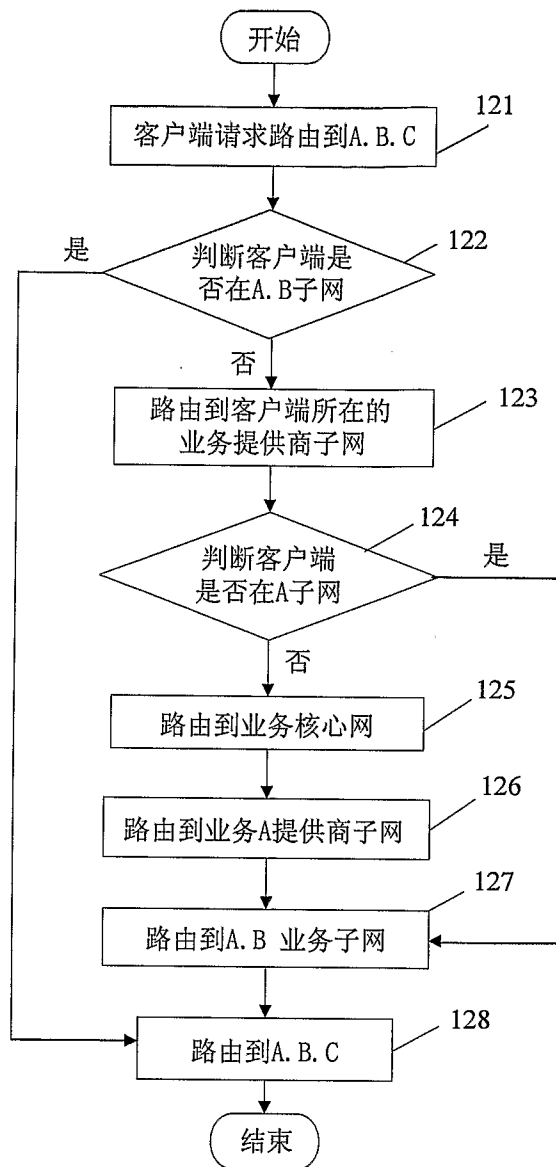 开始
121
客户端请求路由到A.B.C
122
是
判断客户端是
否在A.B子网
否
123
路由到客户端所在的
业务提供商子网
124
判断客户端
是否在A子网
是
否
125
路由到业务核心网
126
路由到业务A提供商子网
127
路由到A.B 业务子网
128
路由到A.B.C
结束